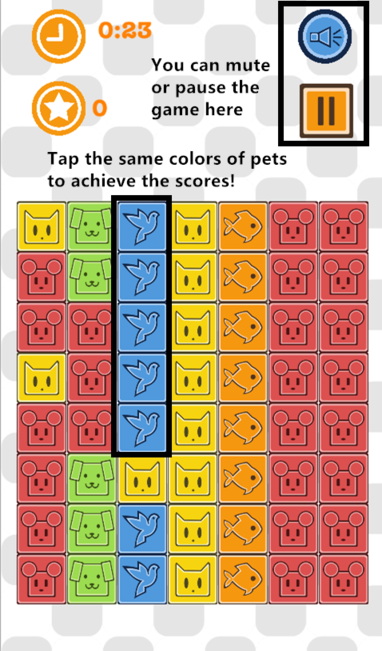 0:23
You can mute
or pause the
game here
0
Tap the same colors of pets
to achieve the scores!